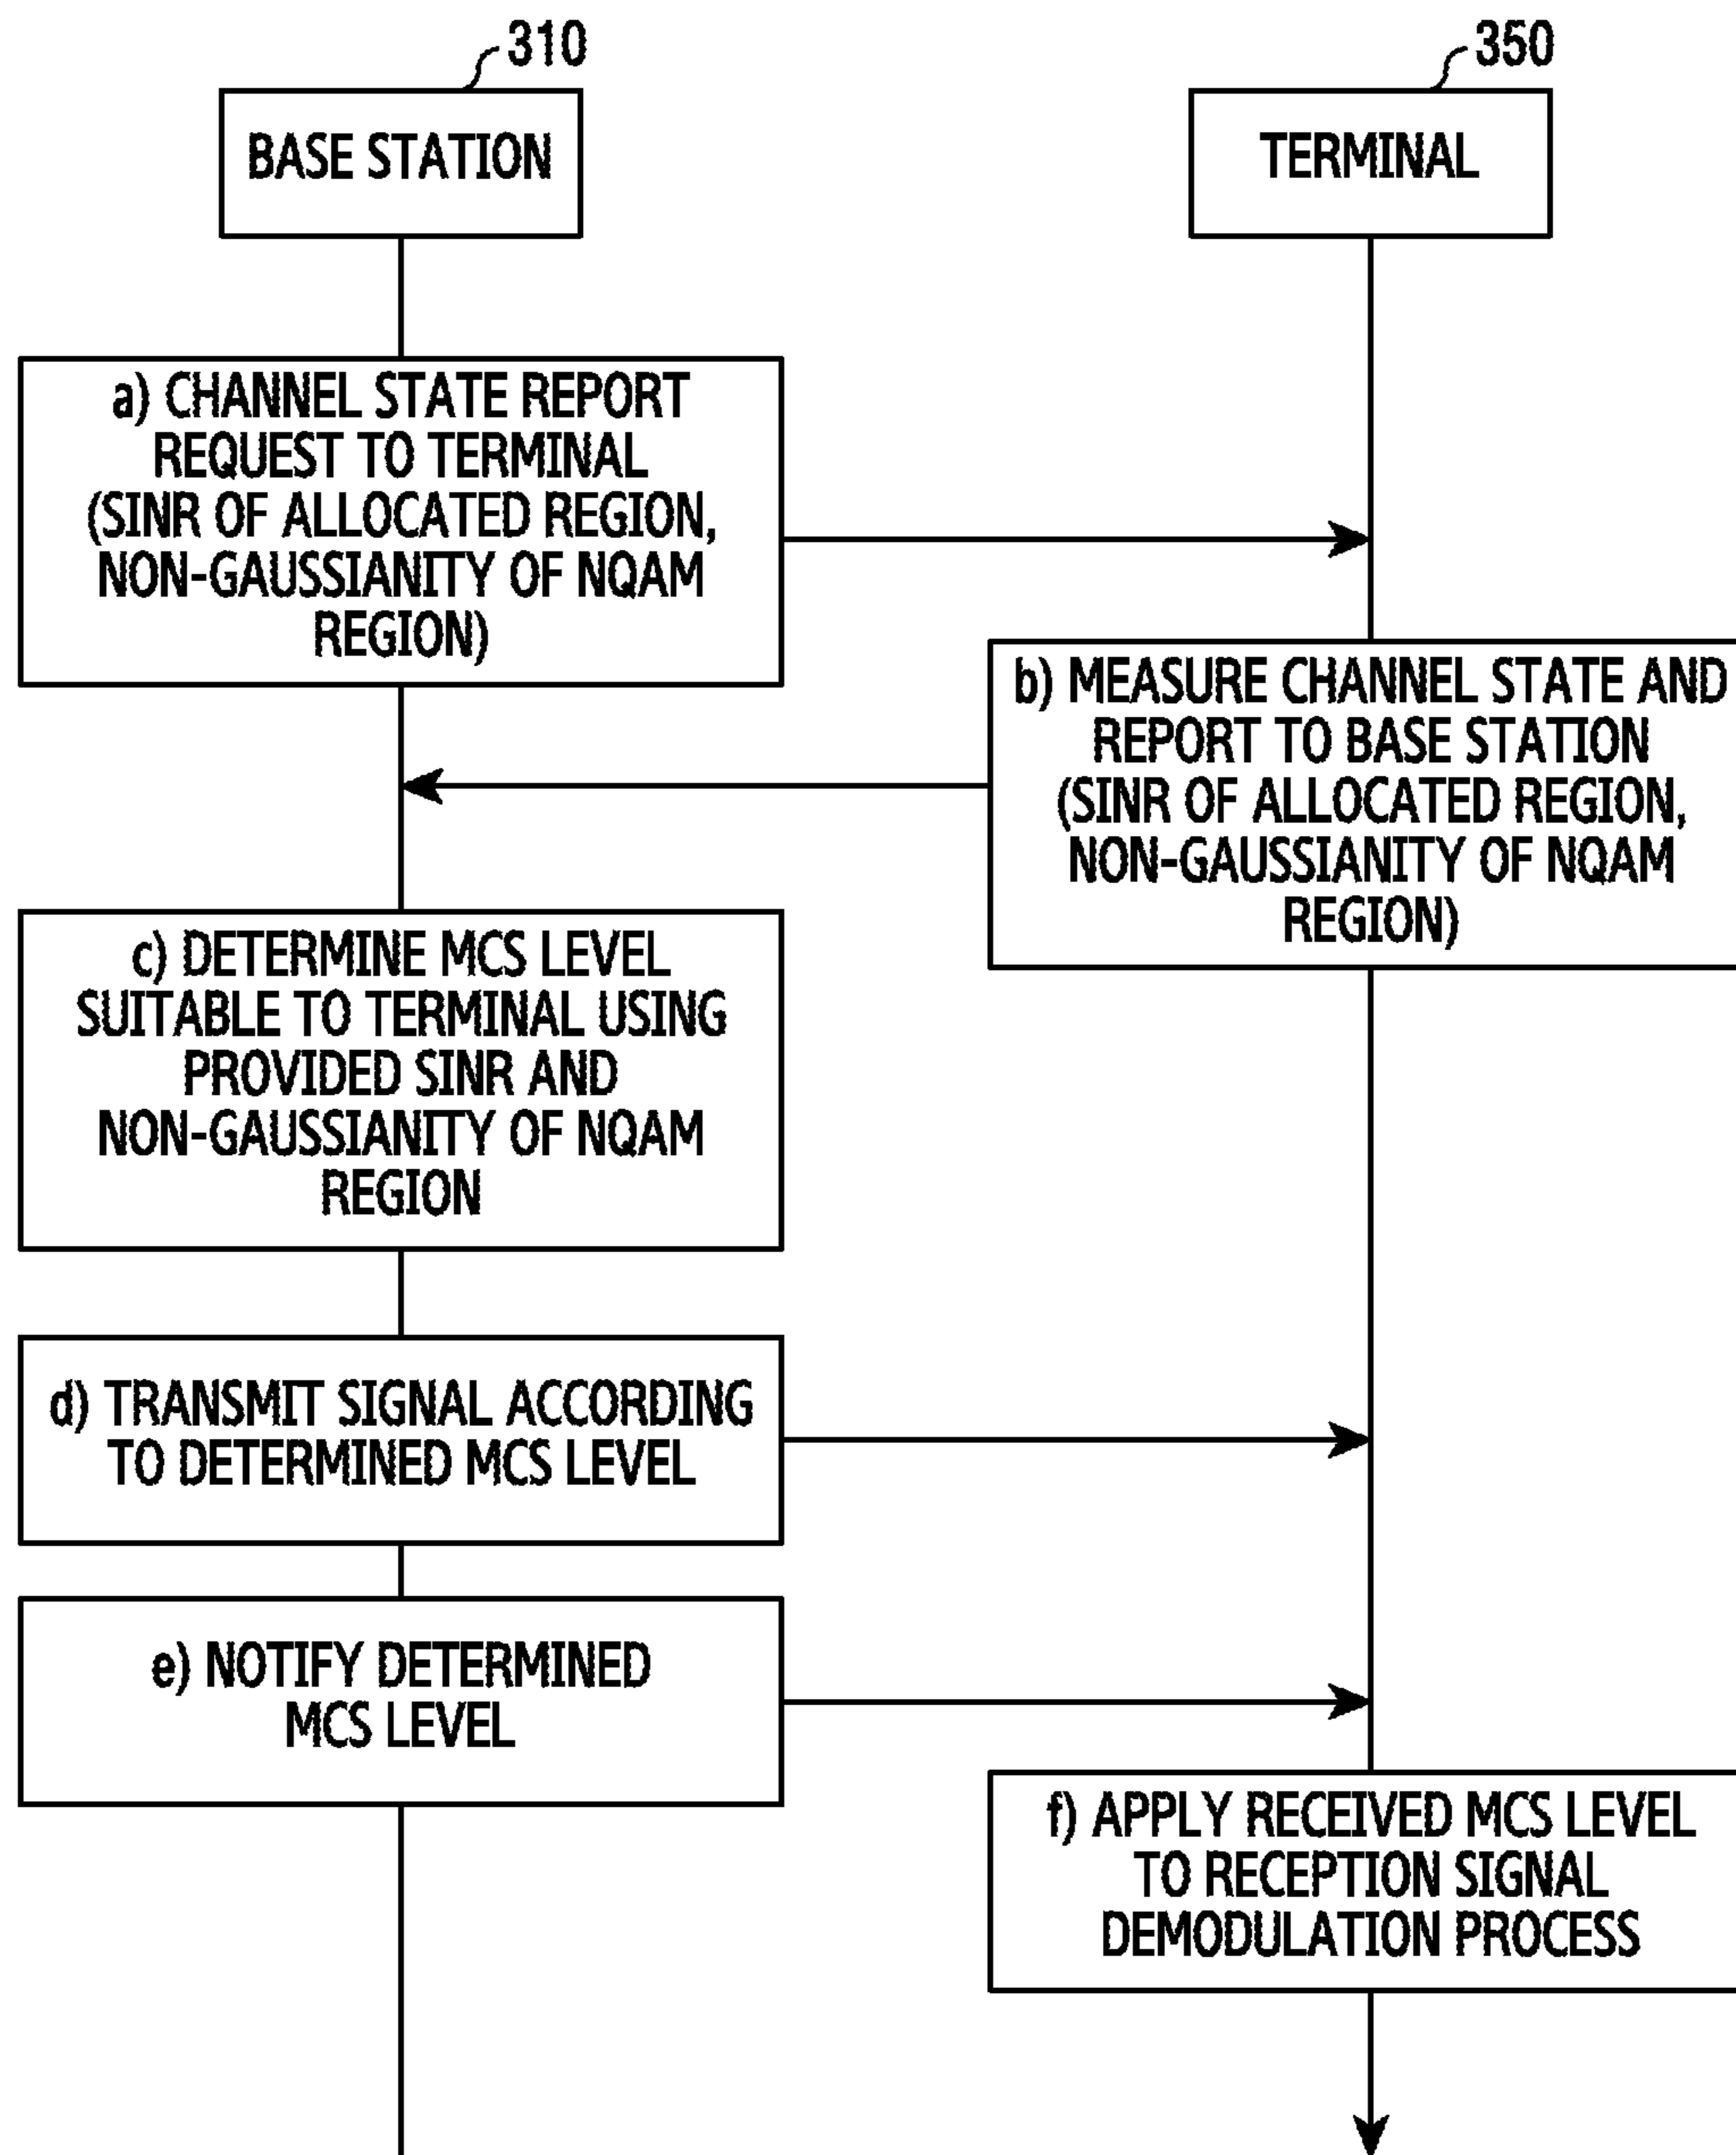 310
350
BASE STATION
TERMINAL
a) CHANNEL STATE REPORT
REQUEST TO TERMINAL
(SINR OF ALLOCATED REGION,
NON-GAUSSIANITY OF NQAM
REGION)
b) MEASURE CHANNEL STATE AND
REPORT TO BASE STATION
(SINR OF ALLOCATED REGION,
NON-GAUSSIANITY OF NQAM
REGION)
c) DETERMINE MCS LEVEL
SUITABLE TO TERMINAL USING
PROVIDED SINR AND
NON-GAUSSIANITY OF NQAM
REGION
d) TRANSMIT SIGNAL ACCORDING
TO DETERMINED MCS LEVEL
e) NOTIFY DETERMINED
MCS LEVEL
f) APPLY RECEIVED MCS LEVEL
TO RECEPTION SIGNAL
DEMODULATION PROCESS